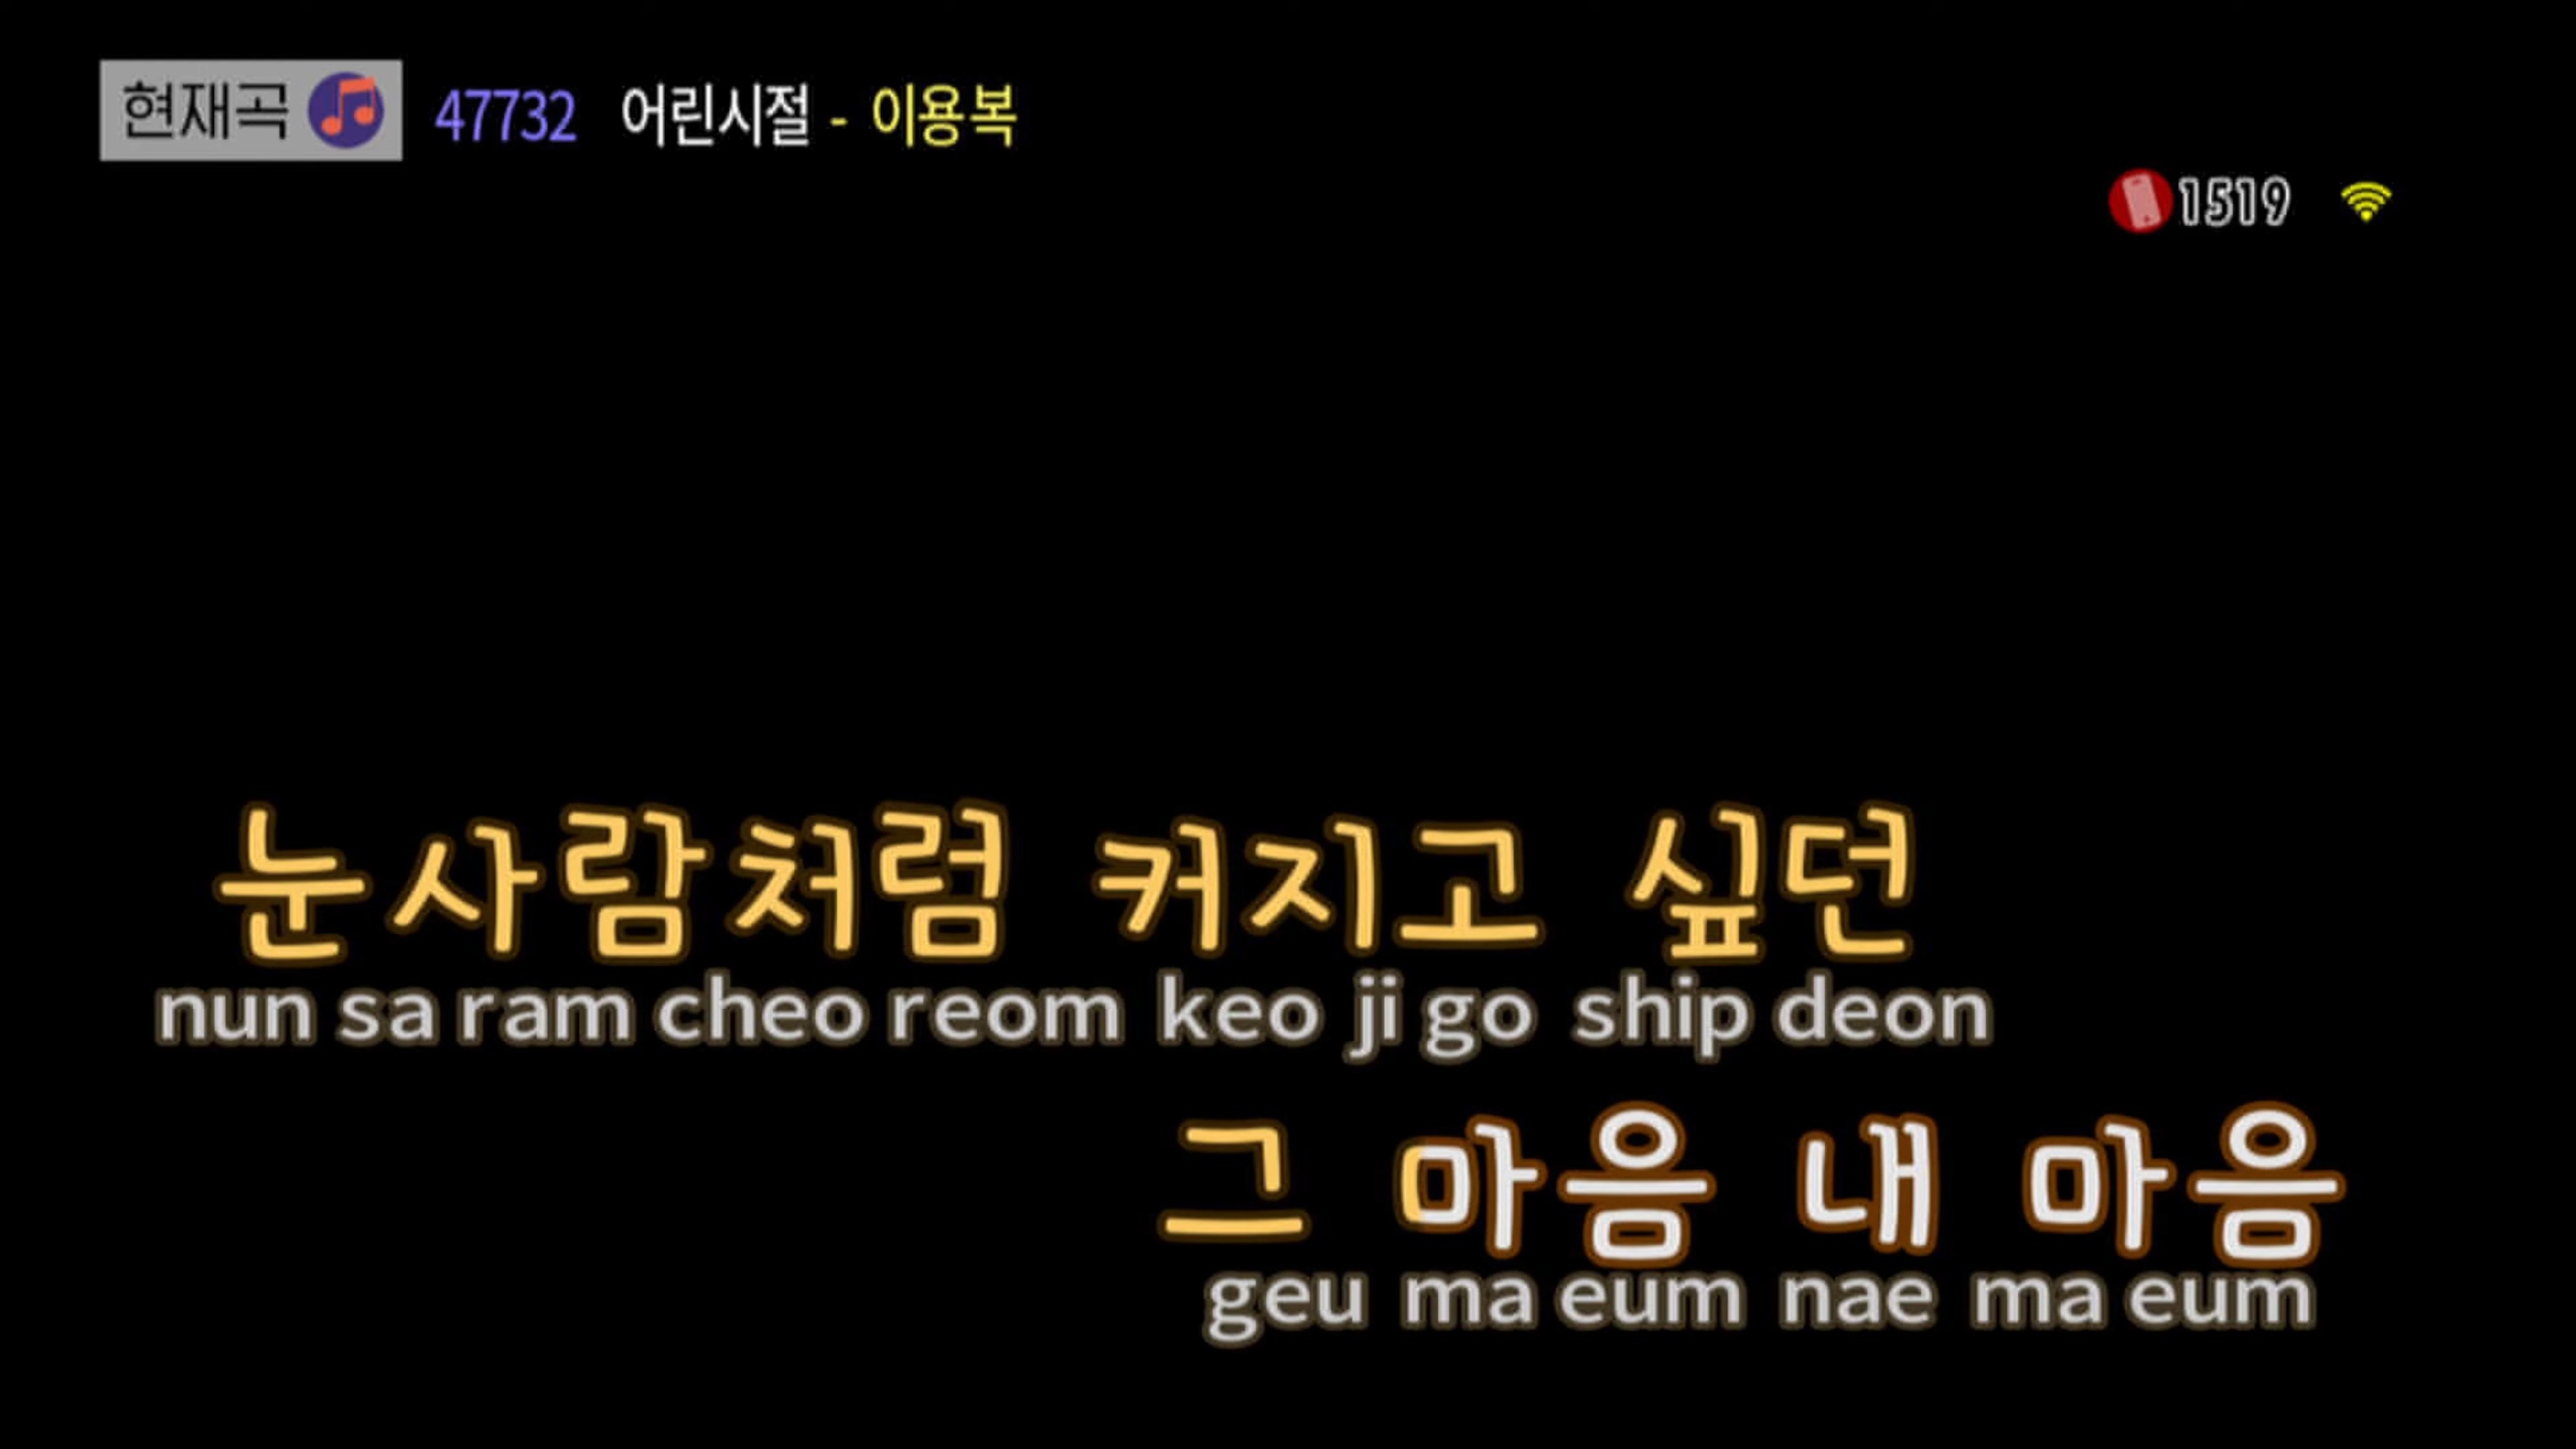 현재곡 47732 어린시절 - 이용복
1519
눈사람처럼 커지고 싶던
nun sa ram cheo reom keo ji go ship deon
그 마음 내 마음
geu ma eum nae ma eum